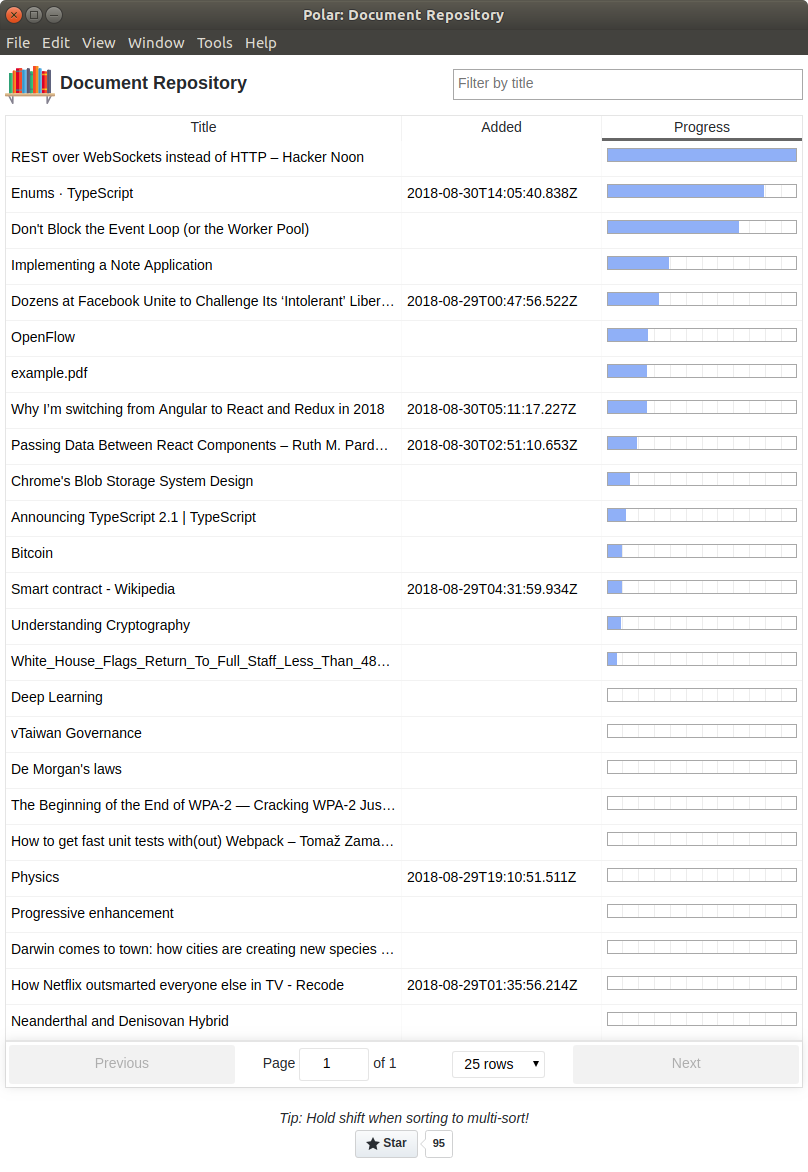 Polar: Document Repository
File Edit View Window Tools Help
Document Repository
Filter by title
Title Added Progress
REST over WebSockets instead of HTTP – Hacker Noon
Enums · TypeScript 2018-08-30T14:05:40.838Z
Don't Block the Event Loop (or the Worker Pool)
Implementing a Note Application
Dozens at Facebook Unite to Challenge Its ‘Intolerant’ Liber… 2018-08-29T00:47:56.522Z
OpenFlow
example.pdf
Why I’m switching from Angular to React and Redux in 2018 2018-08-30T05:11:17.227Z
Passing Data Between React Components – Ruth M. Pard… 2018-08-30T02:51:10.653Z
Chrome's Blob Storage System Design
Announcing TypeScript 2.1 | TypeScript
Bitcoin
Smart contract - Wikipedia 2018-08-29T04:31:59.934Z
Understanding Cryptography
White_House_Flags_Return_To_Full_Staff_Less_Than_48…
Deep Learning
vTaiwan Governance
De Morgan's laws
The Beginning of the End of WPA-2 — Cracking WPA-2 Jus…
How to get fast unit tests with(out) Webpack – Tomaž Zama…
Physics 2018-08-29T19:10:51.511Z
Progressive enhancement
Darwin comes to town: how cities are creating new species …
How Netflix outsmarted everyone else in TV - Recode 2018-08-29T01:35:56.214Z
Neanderthal and Denisovan Hybrid
Previous Page 1 of 1 25 rows Next
Tip: Hold shift when sorting to multi-sort!
Star 95